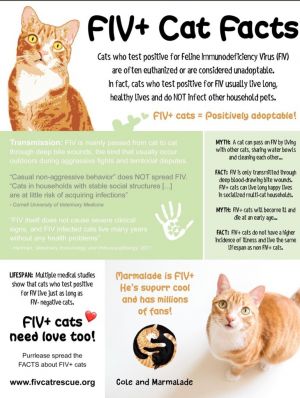 FIV+ Cat Facts
Cats who test positive for Feline Immunodeficiency Virus (FIV)
are often euthanized or are considered unadoptable.
In fact, cats who test positive for FIV usually live long,
healthy lives and do NOT infect other household pets.
FIV+ cats = Positively adoptable!
Transmission: FIV is mainly passed from cat to cat
through deep bite wounds, the kind that usually occur
outdoors during aggressive fights and territorial disputes.
"Casual non-aggressive behavior" does NOT spread FIV.
"Cats in households with stable social structures [...]
are at little risk of acquiring infections"
- Cornell University of Veterinary Medicine
"FIV itself does not cause severe clinical
signs, and FIV infected cats live many years
without any health problems"
MYTH: A cat can pass on FIV by living
with other cats, sharing water bowls
and cleaning each other...
FACT: FIV is only transmitted through
deep blood-drawing bite wounds.
FIV+ cats can live long happy lives
in socialized multi-cat households.
MYTH: FIV+ cats will become ill and
die at an early age...
FACT: FIV+ cats do not have a higher
incidence of illness and live the same
lifespan as non FIV+ cats.
LIFESPAN: Multiple medical studies
show that cats who test positive
for FIV live just as long as
FIV- negative cats.
FIV+ cats
need love too!
Purrlease spread the
FACTS about FIV+ cats
www.fivcatrescue.org
Marmalade is FIV+
He's supurr cool
and has millions
of fans!
Cole and Marmalade